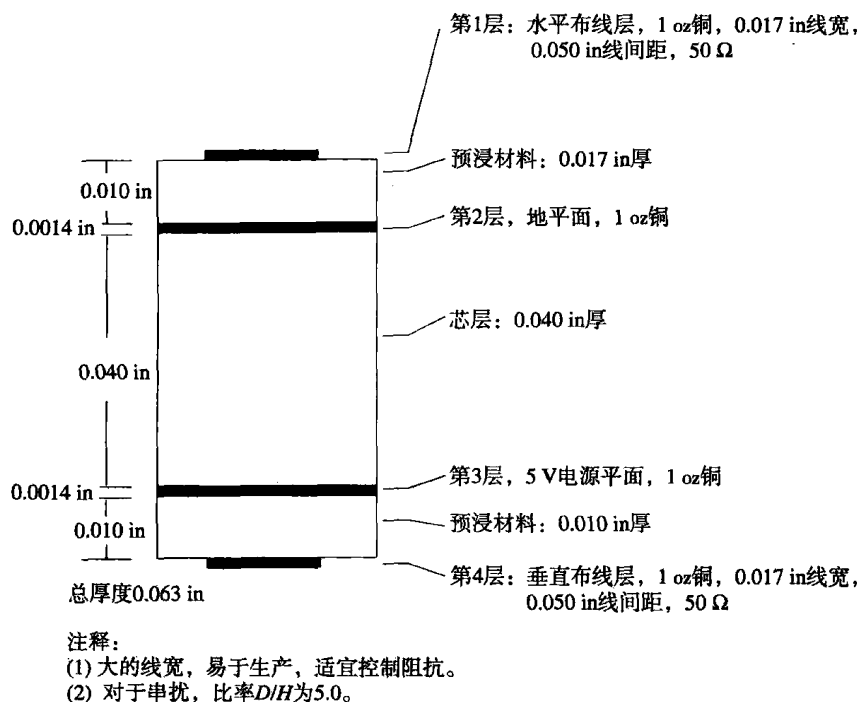 第1层：水平布线层，1 oz铜，0.017 in线宽，
0.050 in线间距，50 Ω
预浸材料：0.017 in厚
0.010 in
0.0014 in
第2层，地平面，1 oz铜
芯层：0.040 in厚
0.040 in
第3层，5 V电源平面，1 oz铜
0.0014 in
预浸材料：0.010 in厚
0.010 in
第4层：垂直布线层，1 oz铜，0.017 in线宽，
0.050 in线间距，50 Ω
总厚度0.063 in
注释：
(1) 大的线宽，易于生产，适宜控制阻抗。
(2) 对于串扰，比率D/H为5.0。